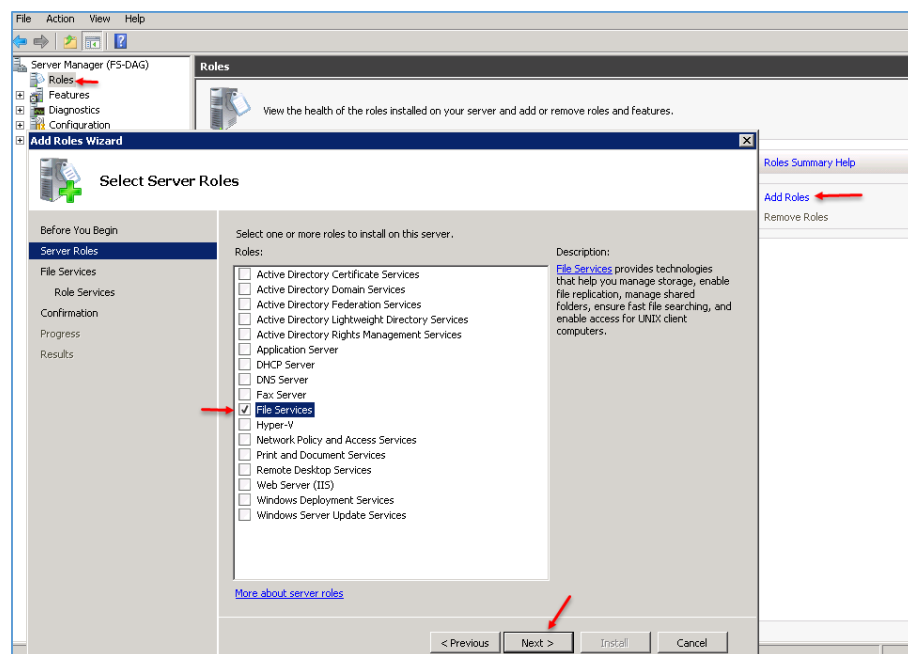 File Action View Help
Server Manager (FS-DAG)
Roles
Features
Diagnostics
Configuration
Roles
View the health of the roles installed on your server and add or remove roles and features.
Roles Summary Help
Add Roles
Remove Roles
Add Roles Wizard
Select Server Roles
Before You Begin
Server Roles
File Services
Role Services
Confirmation
Progress
Results
Select one or more roles to install on this server.
Roles:
Active Directory Certificate Services
Active Directory Domain Services
Active Directory Federation Services
Active Directory Lightweight Directory Services
Active Directory Rights Management Services
Application Server
DHCP Server
DNS Server
Fax Server
File Services
Hyper-V
Network Policy and Access Services
Print and Document Services
Remote Desktop Services
Web Server (IIS)
Windows Deployment Services
Windows Server Update Services
More about server roles
Description:
File Services provides technologies
that help you manage storage, enable
file replication, manage shared
folders, ensure fast file searching, and
enable access for UNIX client
computers.
< Previous
Next >
Install
Cancel